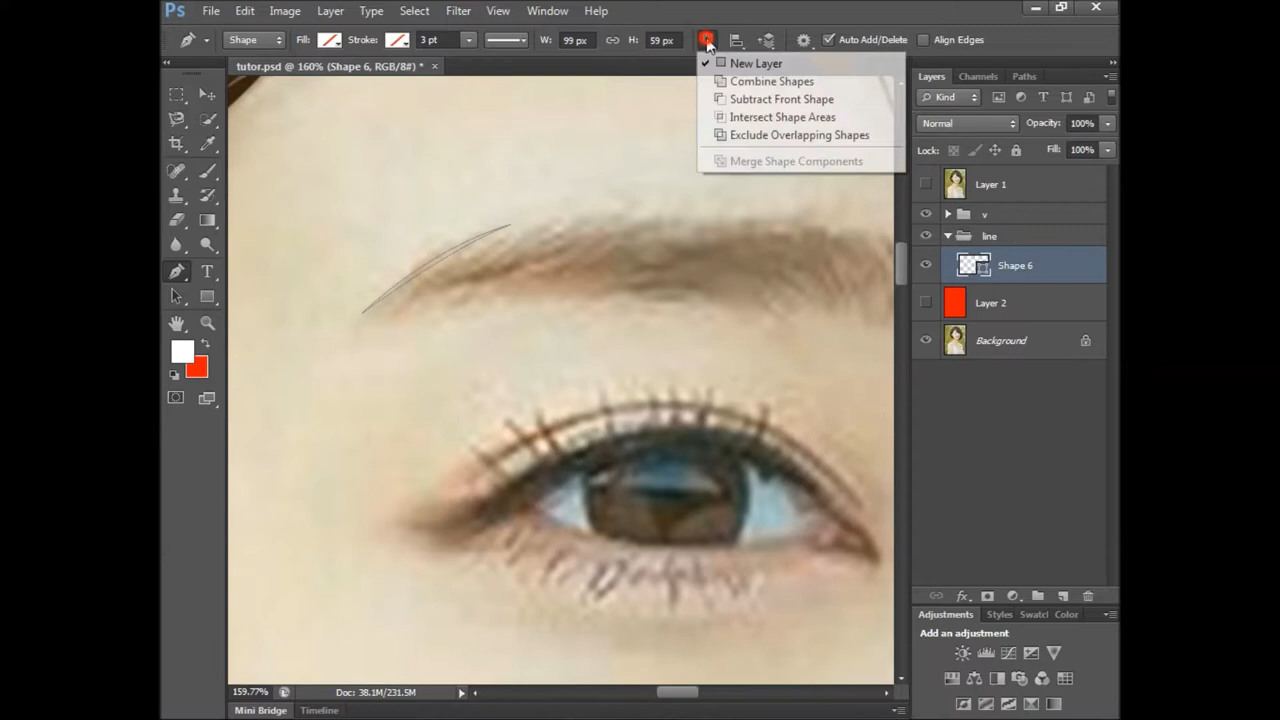 Ps File Edit Image Layer Type Select Filter View Window Help
Shape Fill: Stroke: 3 pt W: 99 px H: 59 px Auto Add/Delete Align Edges
tutor.psd @ 160% (Shape 6, RGB/8#) * ×
New Layer
Combine Shapes
Subtract Front Shape
Intersect Shape Areas
Exclude Overlapping Shapes
Merge Shape Components
Layers Channels Paths
Kind
Normal Opacity: 100%
Lock: Fill: 100%
Layer 1
v
line
Shape 6
Layer 2
Background
Adjustments Styles Swatcl Color
Add an adjustment
159.77% Doc: 38.1M/231.5M
Mini Bridge Timeline